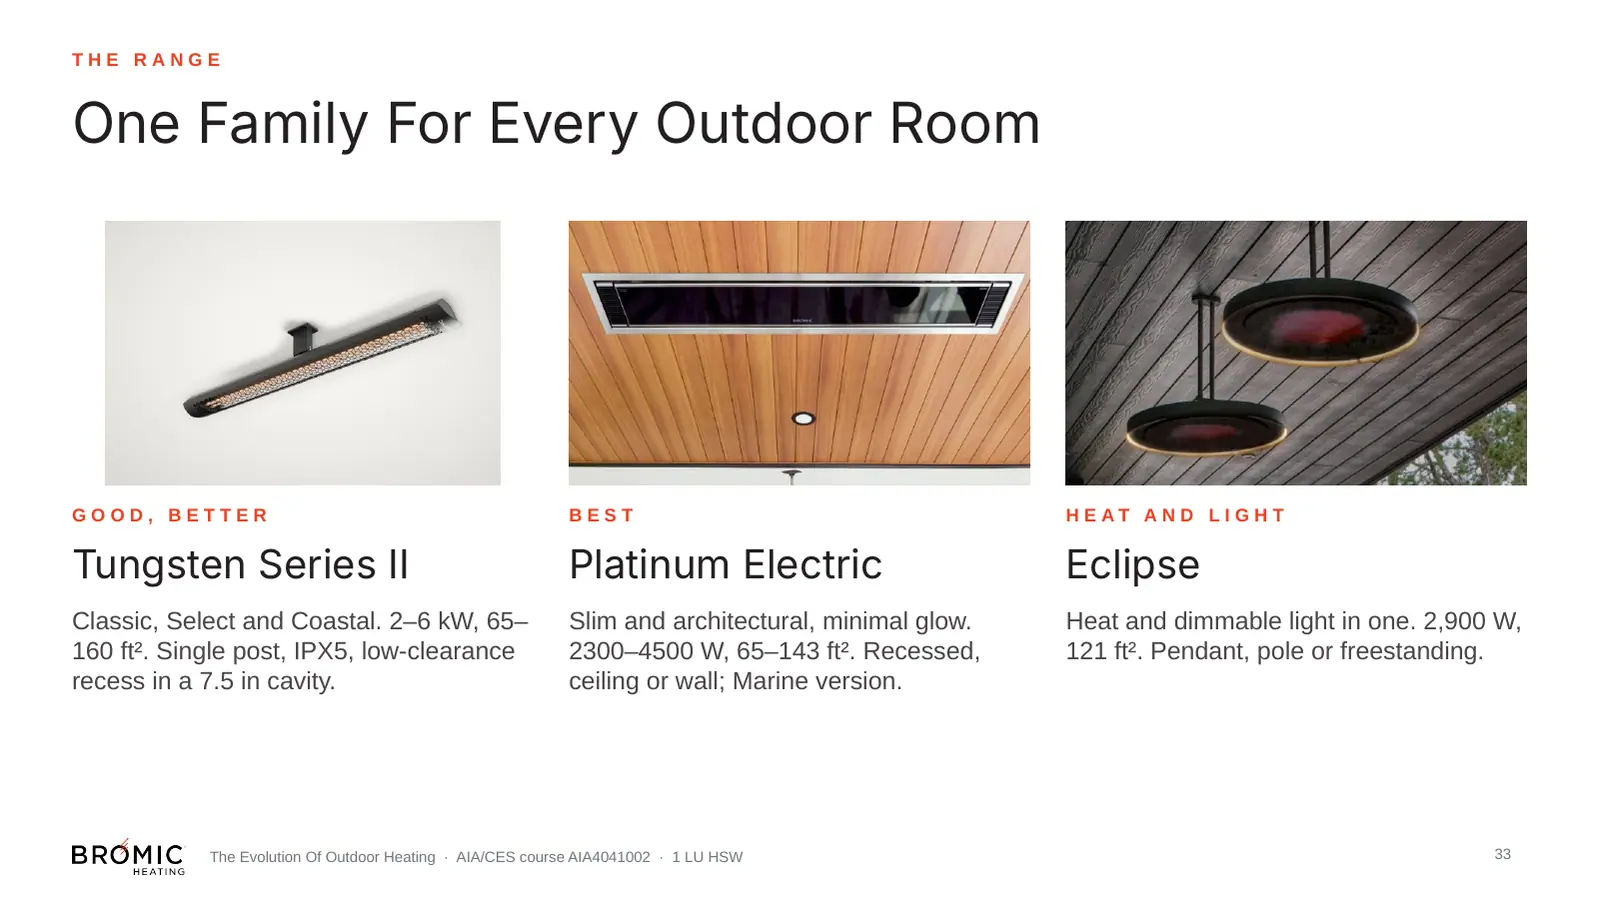 THE RANGE
One Family For Every Outdoor Room
GOOD, BETTER
Tungsten Series II
Classic, Select and Coastal. 2–6 kW, 65–
160 ft². Single post, IPX5, low-clearance
recess in a 7.5 in cavity.
BEST
Platinum Electric
Slim and architectural, minimal glow.
2300–4500 W, 65–143 ft². Recessed,
ceiling or wall; Marine version.
HEAT AND LIGHT
Eclipse
Heat and dimmable light in one. 2,900 W,
121 ft². Pendant, pole or freestanding.
BROMIC
HEATING
The Evolution Of Outdoor Heating · AIA/CES course AIA4041002 · 1 LU HSW
33